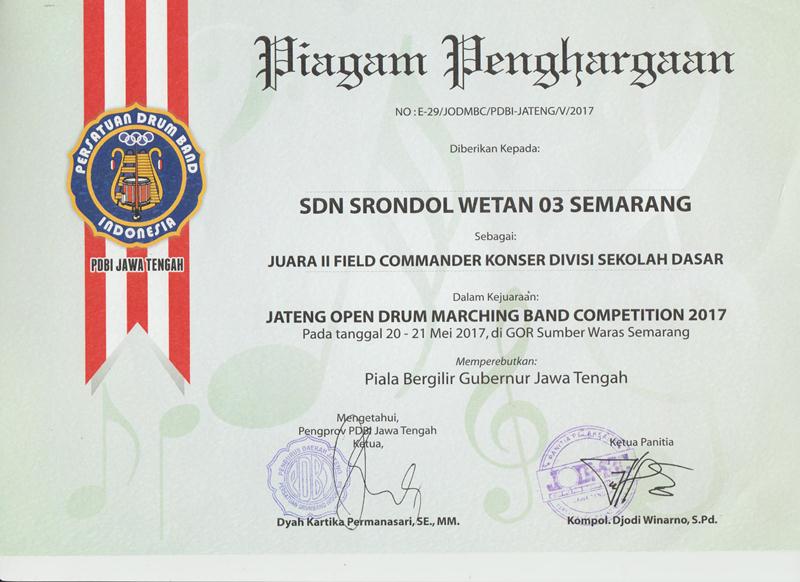 Piagam Penghargaan
NO : E-29/JODMBC/PDBI-JATENG/V/2017
Diberikan Kepada:
SDN SRONDOL WETAN 03 SEMARANG
Sebagai:
JUARA II FIELD COMMANDER KONSER DIVISI SEKOLAH DASAR
Dalam Kejuaraan:
JATENG OPEN DRUM MARCHING BAND COMPETITION 2017
Pada tanggal 20 - 21 Mei 2017, di GOR Sumber Waras Semarang
Memperebutkan:
Piala Bergilir Gubernur Jawa Tengah
PERSATUAN DRUM BAND
INDONESIA
PDBI JAWA TENGAH
Mengetahui,
Pengprov PDBI Jawa Tengah
Ketua,
PDBI
Dyah Kartika Permanasari, SE., MM.
Ketua Panitia
Kompol. Djodi Winarno, S.Pd.